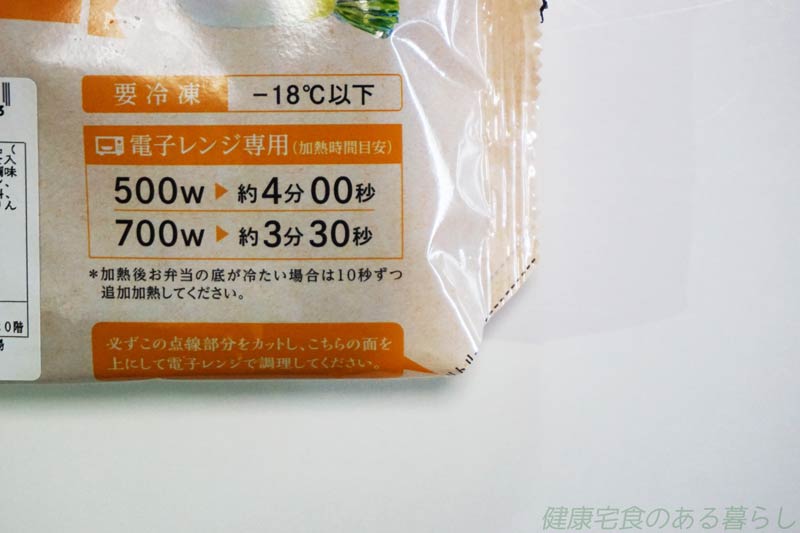 要冷凍 −18℃以下
電子レンジ専用(加熱時間目安)
500W ▶ 約4分00秒
700W ▶ 約3分30秒
*加熱後お弁当の底が冷たい場合は10秒ずつ
追加加熱してください。
必ずこの点線部分をカットし、こちらの面を
上にして電子レンジで調理してください。
健康宅食のある暮らし